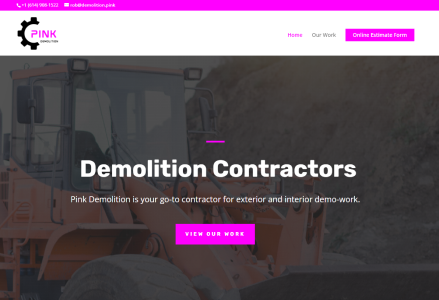 +1 (614) 988-1522 rob@demolition.pink
PINK
DEMOLITION
Home Our Work Online Estimate Form
Demolition Contractors
Pink Demolition is your go-to contractor for exterior and interior demo-work.
VIEW OUR WORK